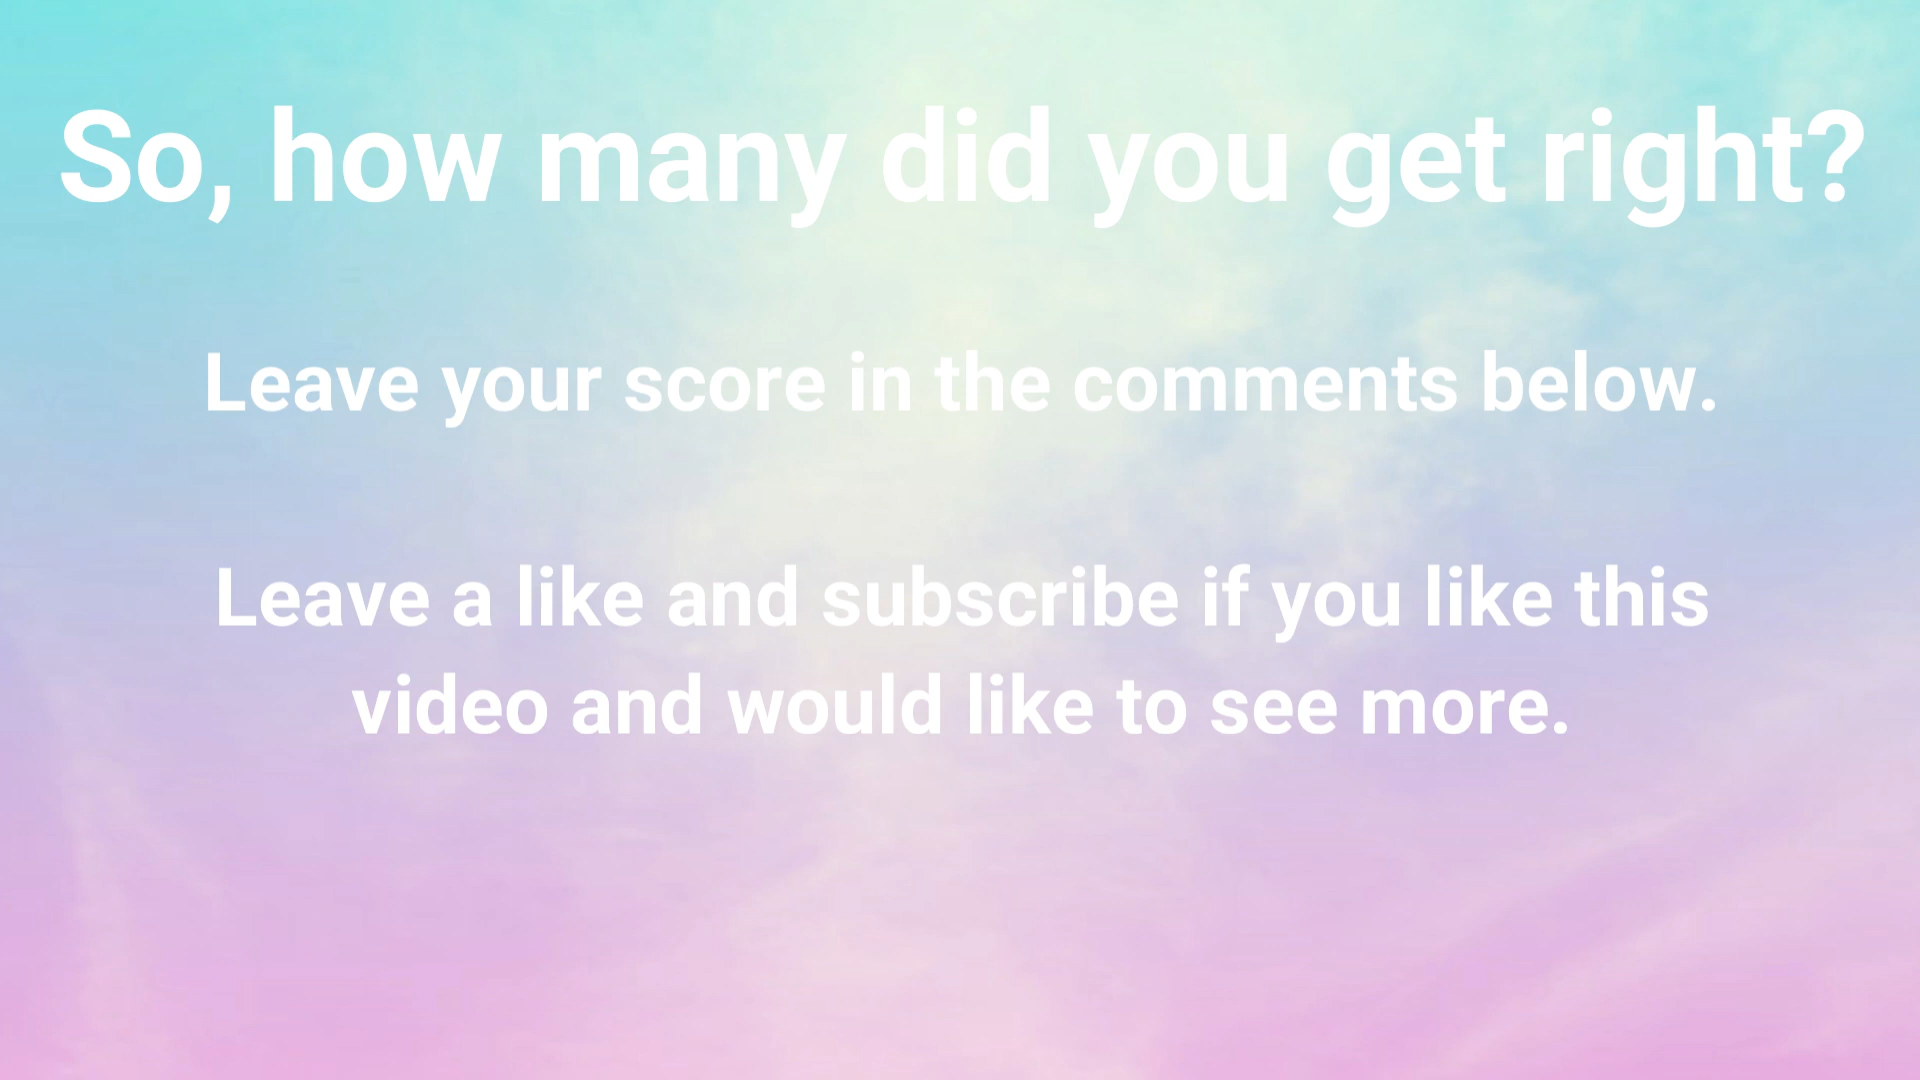 So, how many did you get right?
Leave your score in the comments below.
Leave a like and subscribe if you like this
video and would like to see more.